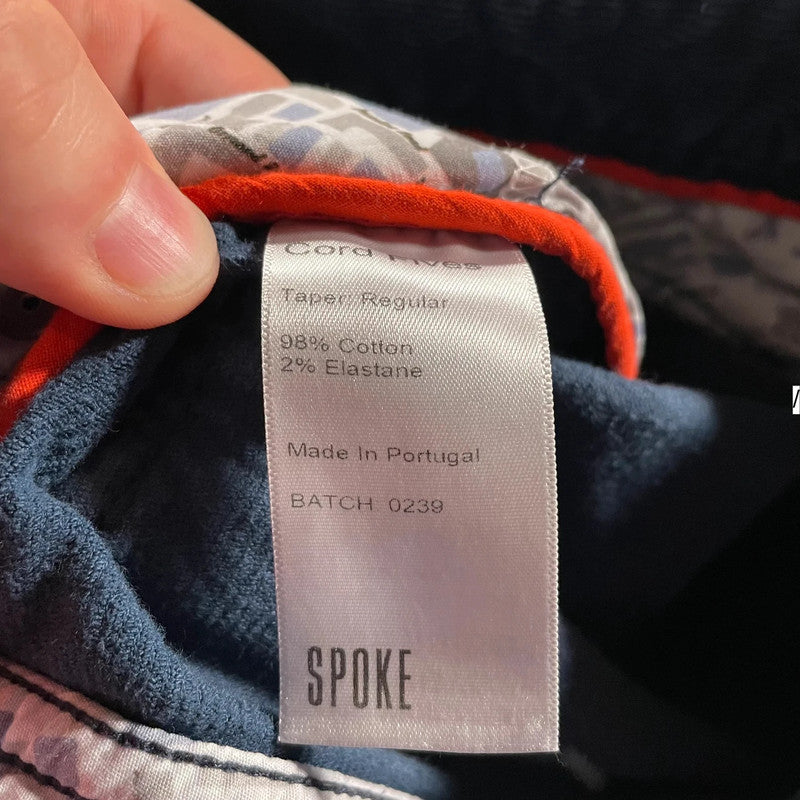 Cord Fives
Taper: Regular
98% Cotton
2% Elastane
Made In Portugal
BATCH: 0239
SPOKE